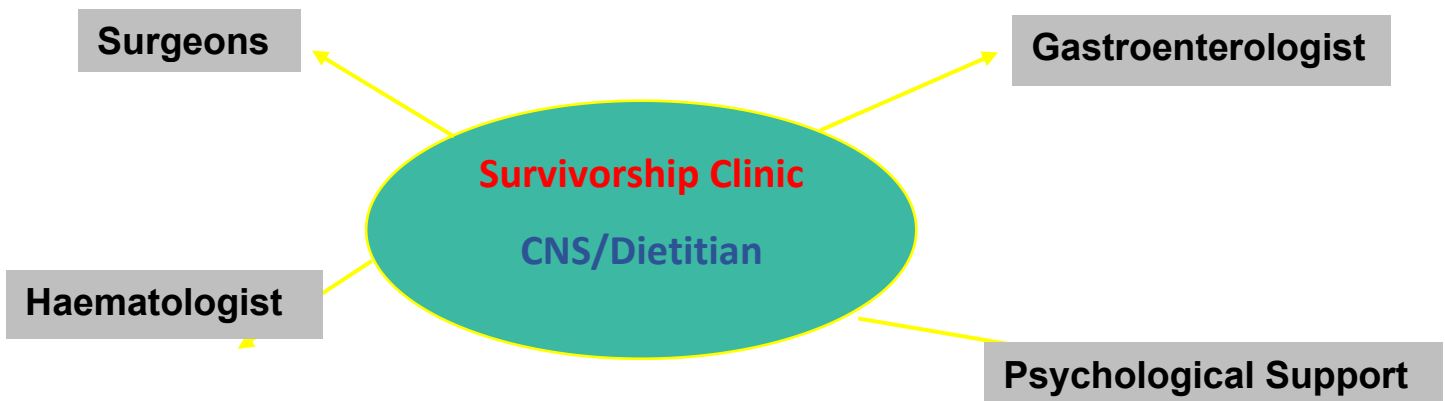 Surgeons
Gastroenterologist
Survivorship Clinic
CNS/Dietitian
Haematologist
Psychological Support